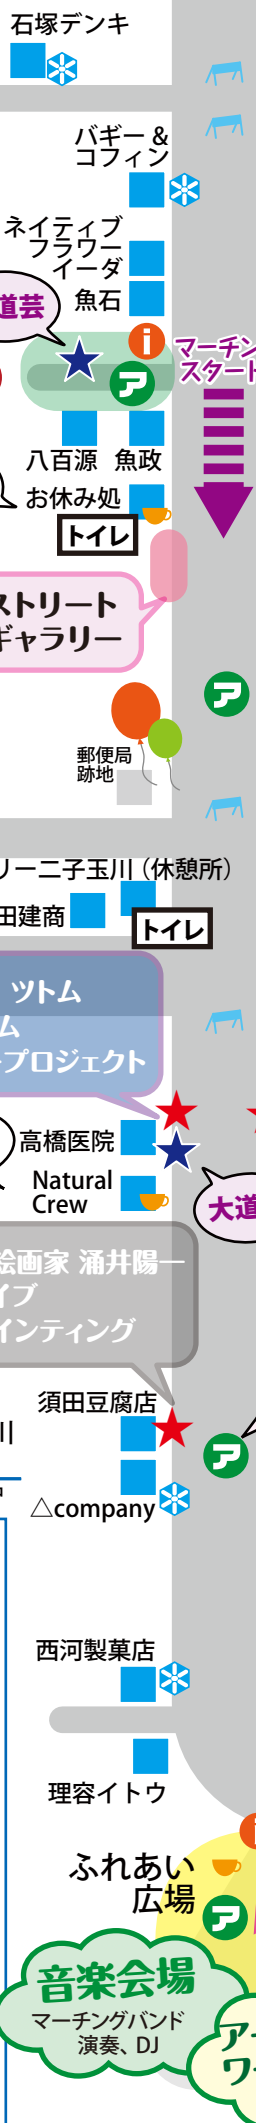 石塚デンキ
バギー＆
コフィン
ネイティブ
フラワー
イーダ
魚石
道芸
i
マーチン
スタート
ア
八百源 魚政
お休み処
トイレ
ストリート
ギャラリー
ア
郵便局
跡地
リー二子玉川（休憩所）
田建商
トイレ
ツトム
ム
プロジェクト
高橋医院
Natural
Crew
大道
絵画家 涌井陽一
イブ
インティング
須田豆腐店
川
ア
△company
西河製菓店
理容イトウ
ふれあい
広場
ア
音楽会場
マーチングバンド
演奏、DJ
ア
ワ